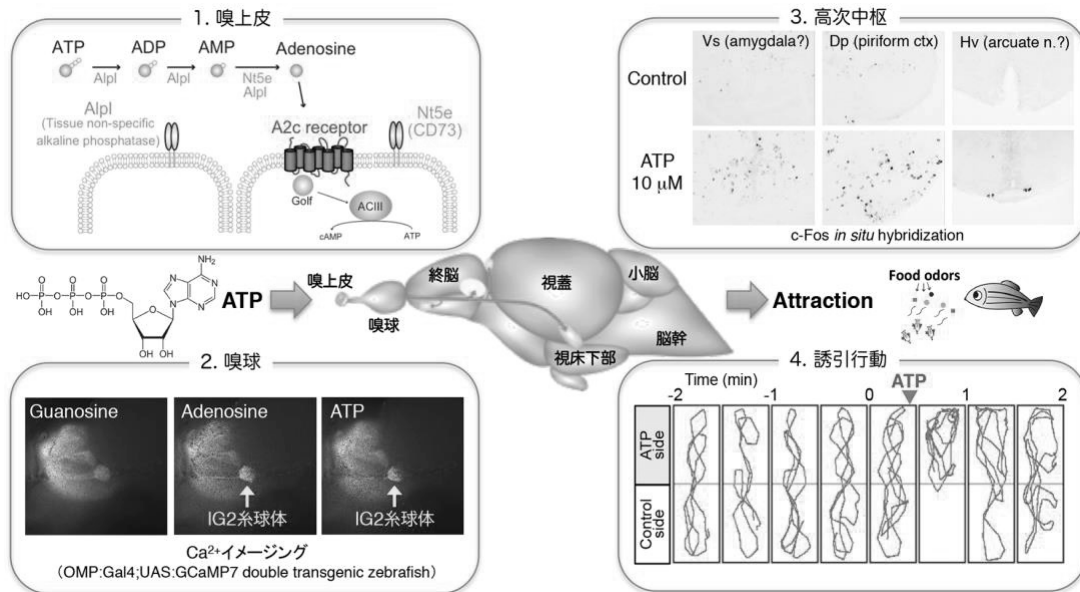 1. 嗅上皮
ATP
ADP
AMP
Adenosine
Alpl
Alpl
Nt5e
Alpl
Alpl
(Tissue non-specific
alkaline phosphatase)
A2c receptor
Nt5e
(CD73)
Golf
ACIII
cAMP
ATP
3. 高次中枢
Vs (amygdala?)
Dp (piriform ctx)
Hv (arcuate n.?)
Control
ATP
10 μM
c-Fos in situ hybridization
NH₂
N
N
N
N
O
O
O
HO-P-O-P-O-P-O
OH
OH
OH
O
OH OH
ATP
嗅上皮
嗅球
終脳
視蓋
小脳
視床下部
脳幹
Attraction
Food odors
2. 嗅球
Guanosine
Adenosine
ATP
IG2糸球体
IG2糸球体
Ca²⁺イメージング
(OMP:Gal4;UAS:GCaMP7 double transgenic zebrafish)
4. 誘引行動
Time (min)
ATP
-2
-1
0
1
2
ATP
side
Control
side